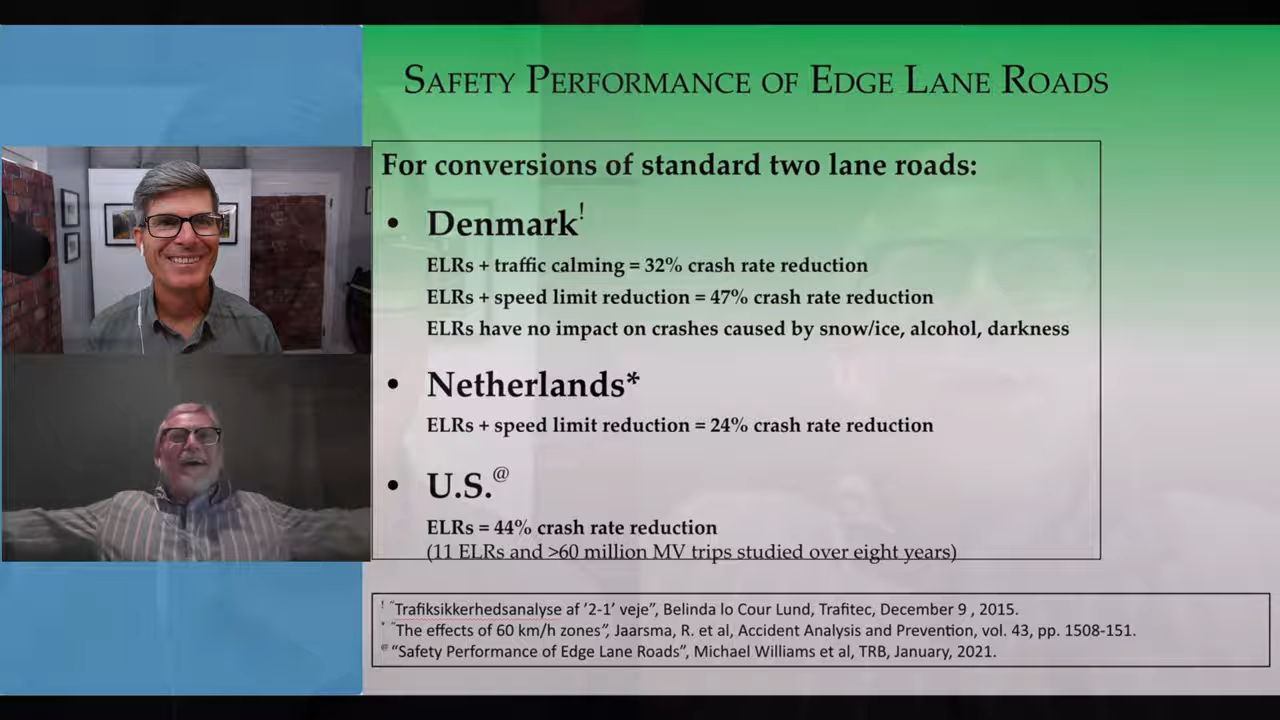 SAFETY PERFORMANCE OF EDGE LANE ROADS
For conversions of standard two lane roads:
• Denmark!
ELRs + traffic calming = 32% crash rate reduction
ELRs + speed limit reduction = 47% crash rate reduction
ELRs have no impact on crashes caused by snow/ice, alcohol, darkness
• Netherlands*
ELRs + speed limit reduction = 24% crash rate reduction
• U.S.@
ELRs = 44% crash rate reduction
(11 ELRs and >60 million MV trips studied over eight years)
! "Trafiksikkerhedsanalyse af '2-1' veje", Belinda lo Cour Lund, Trafitec, December 9 , 2015.
* "The effects of 60 km/h zones", Jaarsma, R. et al, Accident Analysis and Prevention, vol. 43, pp. 1508-151.
@ "Safety Performance of Edge Lane Roads", Michael Williams et al, TRB, January, 2021.